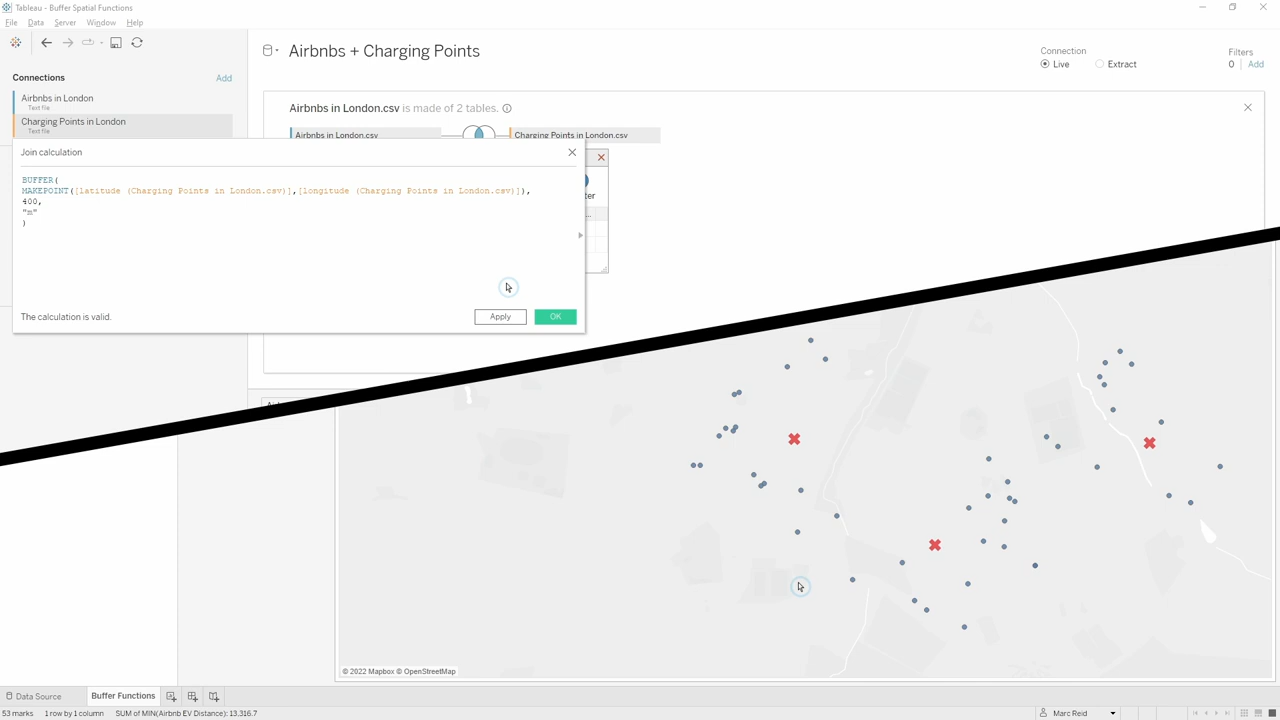 Tableau - Buffer Spatial Functions
File Data Server Window Help
Connections
Add
Airbnbs in London
Text file
Charging Points in London
Text file
Airbnbs + Charging Points
Connection
Live
Extract
Filters
0 | Add
Airbnbs in London.csv is made of 2 tables.
Airbnbs in London.csv
Charging Points in London.csv
Join calculation
BUFFER(
MAKEPOINT([latitude (Charging Points in London.csv)],[longitude (Charging Points in London.csv)]),
400,
"m"
)
The calculation is valid.
Apply
OK
© 2022 Mapbox © OpenStreetMap
Data Source
Buffer Functions
53 marks 1 row by 1 column SUM of MIN(Airbnb EV Distance): 13,316.7
Marc Reid